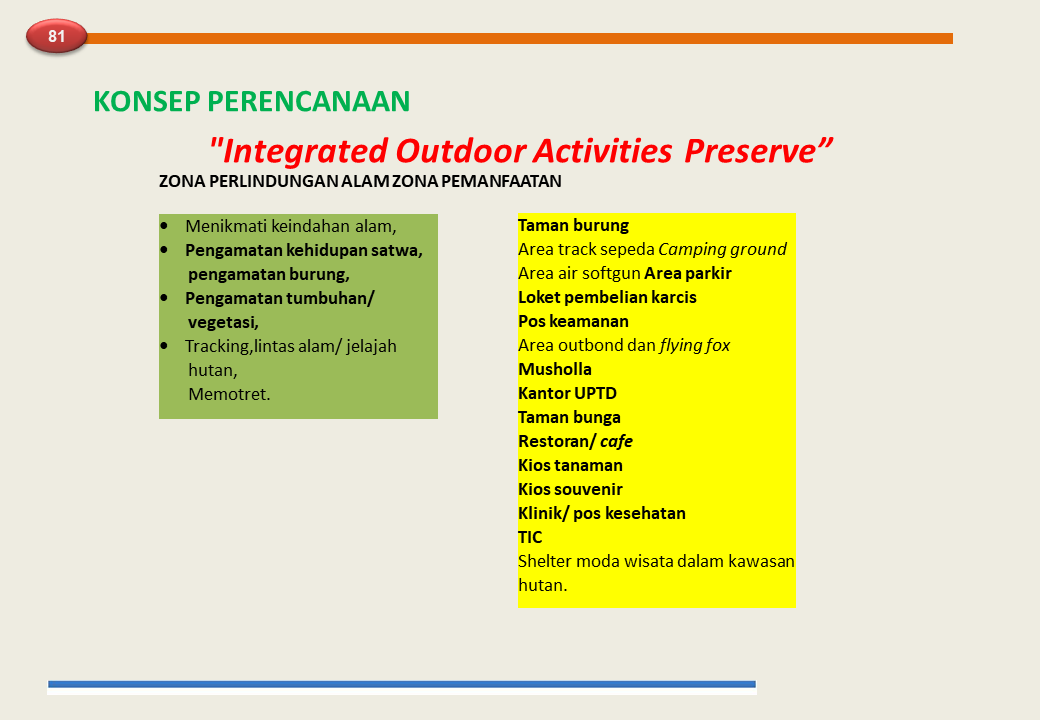 81
KONSEP PERENCANAAN
"Integrated Outdoor Activities Preserve”
ZONA PERLINDUNGAN ALAM ZONA PEMANFAATAN
• Menikmati keindahan alam,
• Pengamatan kehidupan satwa,
pengamatan burung,
• Pengamatan tumbuhan/
vegetasi,
• Tracking,lintas alam/ jelajah
hutan,
Memotret.
Taman burung
Area track sepeda Camping ground
Area air softgun Area parkir
Loket pembelian karcis
Pos keamanan
Area outbond dan flying fox
Musholla
Kantor UPTD
Taman bunga
Restoran/ cafe
Kios tanaman
Kios souvenir
Klinik/ pos kesehatan
TIC
Shelter moda wisata dalam kawasan
hutan.